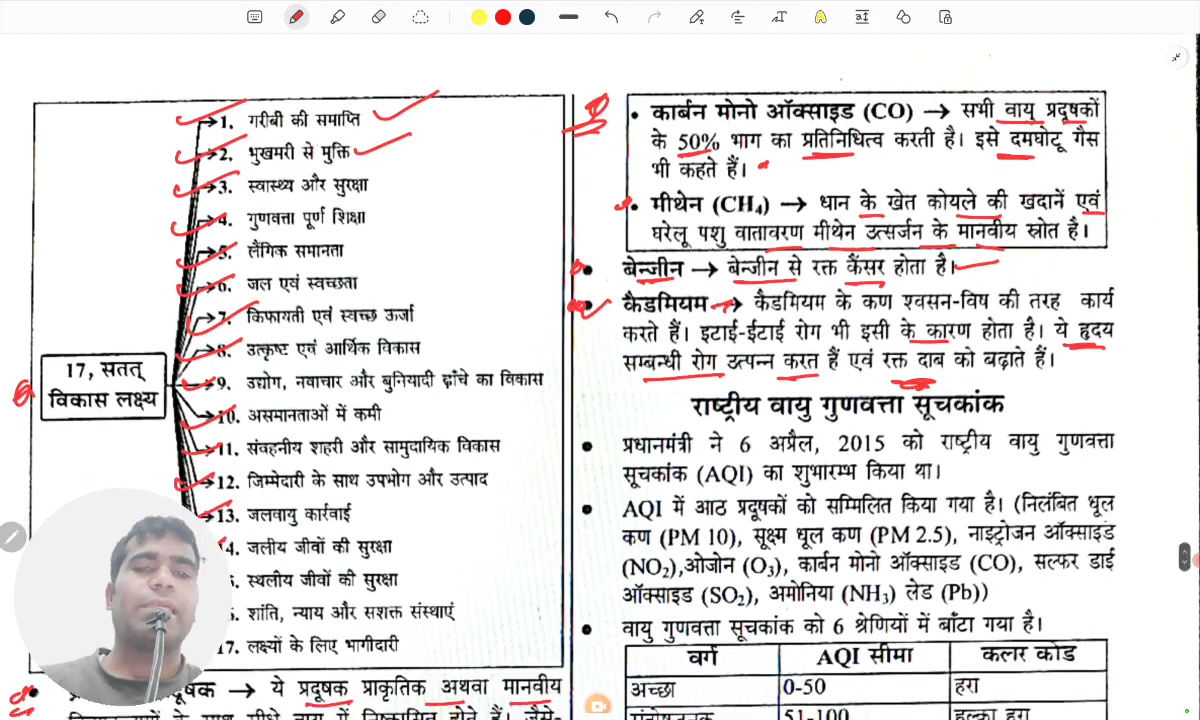 1. गरीबी की समाप्ति
2. भुखमरी से मुक्ति
3. स्वास्थ्य और सुरक्षा
4. गुणवत्ता पूर्ण शिक्षा
5. लैंगिक समानता
6. जल एवं स्वच्छता
7. किफायती एवं स्वच्छ ऊर्जा
8. उत्कृष्ट एवं आर्थिक विकास
17, सतत्
विकास लक्ष्य
9. उद्योग, नवाचार और बुनियादी ढ़ाँचे का विकास
10. असमानताओं में कमी
11. संवहनीय शहरी और सामुदायिक विकास
12. जिम्मेदारी के साथ उपभोग और उत्पाद
13. जलवायु कार्रवाई
14. जलीय जीवों की सुरक्षा
स्थलीय जीवों की सुरक्षा
शांति, न्याय और सशक्त संस्थाएं
17. लक्ष्यों के लिए भागीदारी
→ ये प्रदूषक प्राकृतिक अथवा मानवीय
• कार्बन मोनो ऑक्साइड (CO) → सभी वायु प्रदूषकों
के 50% भाग का प्रतिनिधित्व करती है। इसे दमघोटू गैस
भी कहते हैं।
• मीथेन (CH₄) → धान के खेत कोयले की खदानें एवं
घरेलू पशु वातावरण मीथेन उत्सर्जन के मानवीय स्रोत है।
• बेन्जीन → बेन्जीन से रक्त कैंसर होता है।
• कैडमियम → कैडमियम के कण श्वसन-विष की तरह कार्य
करते हैं। इटाई-ईटाई रोग भी इसी के कारण होता है। ये हृदय
सम्बन्धी रोग उत्पन्न करत हैं एवं रक्त दाब को बढ़ाते हैं।
राष्ट्रीय वायु गुणवत्ता सूचकांक
• प्रधानमंत्री ने 6 अप्रैल, 2015 को राष्ट्रीय वायु गुणवत्ता
सूचकांक (AQI) का शुभारम्भ किया था।
• AQI में आठ प्रदूषकों को सम्मिलित किया गया है। (निलंबित धूल
कण (PM 10), सूक्ष्म धूल कण (PM 2.5), नाइट्रोजन ऑक्साइड
(NO₂),ओजोन (O₃), कार्बन मोनो ऑक्साइड (CO), सल्फर डाई
ऑक्साइड (SO₂), अमोनिया (NH₃) लेड (Pb))
• वायु गुणवत्ता सूचकांक को 6 श्रेणियों में बाँटा गया है।
वर्ग AQI सीमा कलर कोड
अच्छा 0-50 हरा
51-100 हल्का हरा